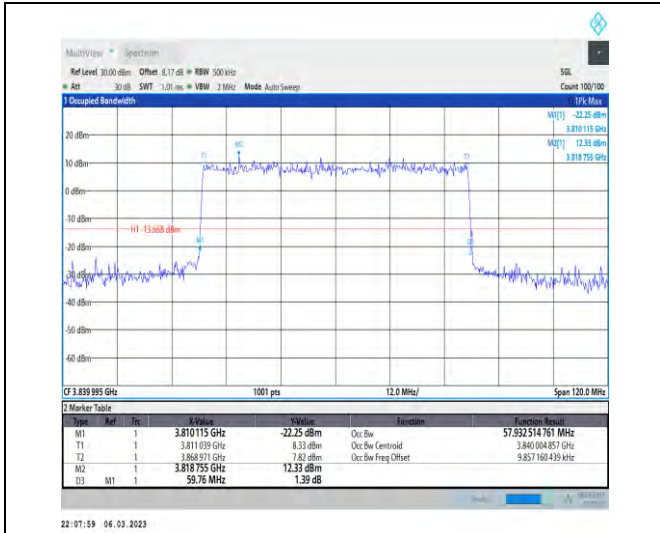 MultiView Spectrum
Ref Level 30.00 dBm Offset 8.17 dB RBW 500 kHz SGL
Att 30 dB SWT 1.01 ms VBW 2 MHz Mode Auto Sweep Count 100/100
1 Occupied Bandwidth 1Pk Max
M1[1] -22.25 dBm
3.810 115 GHz
M2[1] 12.33 dBm
3.818 755 GHz
20 dBm
M2
T1
10 dBm
0 dBm
-10 dBm
H1 -13.668 dBm
M1
-20 dBm
-30 dBm
-40 dBm
-50 dBm
-60 dBm
CF 3.839 995 GHz 1001 pts 12.0 MHz/ Span 120.0 MHz
2 Marker Table
Type Ref Trc X-Value Y-Value Function Function Result
M1 1 3.810 115 GHz -22.25 dBm Occ Bw 57.932 514 761 MHz
T1 1 3.811 039 GHz 8.33 dBm Occ Bw Centroid 3.840 004 857 GHz
T2 1 3.868 971 GHz 7.82 dBm Occ Bw Freq Offset 9.857 160 439 kHz
M2 1 3.818 755 GHz 12.33 dBm
D3 M1 1 59.76 MHz 1.39 dB
22:07:59 06.03.2023